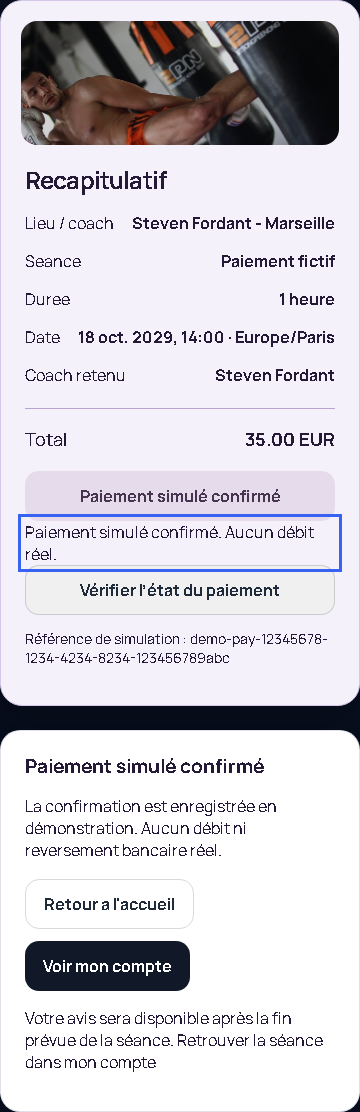 Recapitulatif
Lieu / coach Steven Fordant - Marseille
Seance Paiement fictif
Duree 1 heure
Date 18 oct. 2029, 14:00 · Europe/Paris
Coach retenu Steven Fordant
Total 35.00 EUR
Paiement simulé confirmé
Paiement simulé confirmé. Aucun débit
réel.
Vérifier l'état du paiement
Référence de simulation : demo-pay-12345678-
1234-4234-8234-123456789abc
Paiement simulé confirmé
La confirmation est enregistrée en
démonstration. Aucun débit ni
reversement bancaire réel.
Retour a l'accueil
Voir mon compte
Votre avis sera disponible après la fin
prévue de la séance. Retrouver la séance
dans mon compte